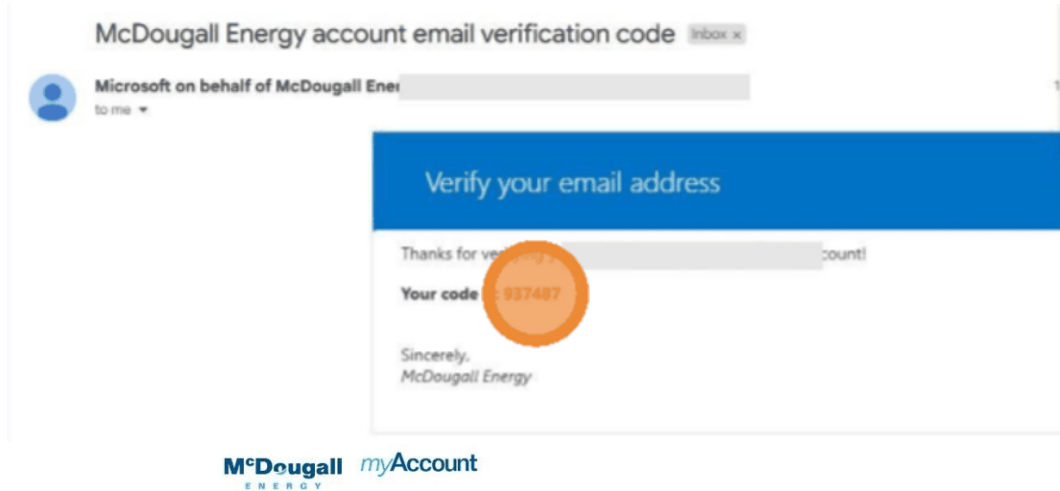 McDougall Energy account email verification code Inbox x
Microsoft on behalf of McDougall Ener
to me
Verify your email address
Thanks for verifying y count!
Your code : 937487
Sincerely,
McDougall Energy
McDougall myAccount
ENERGY